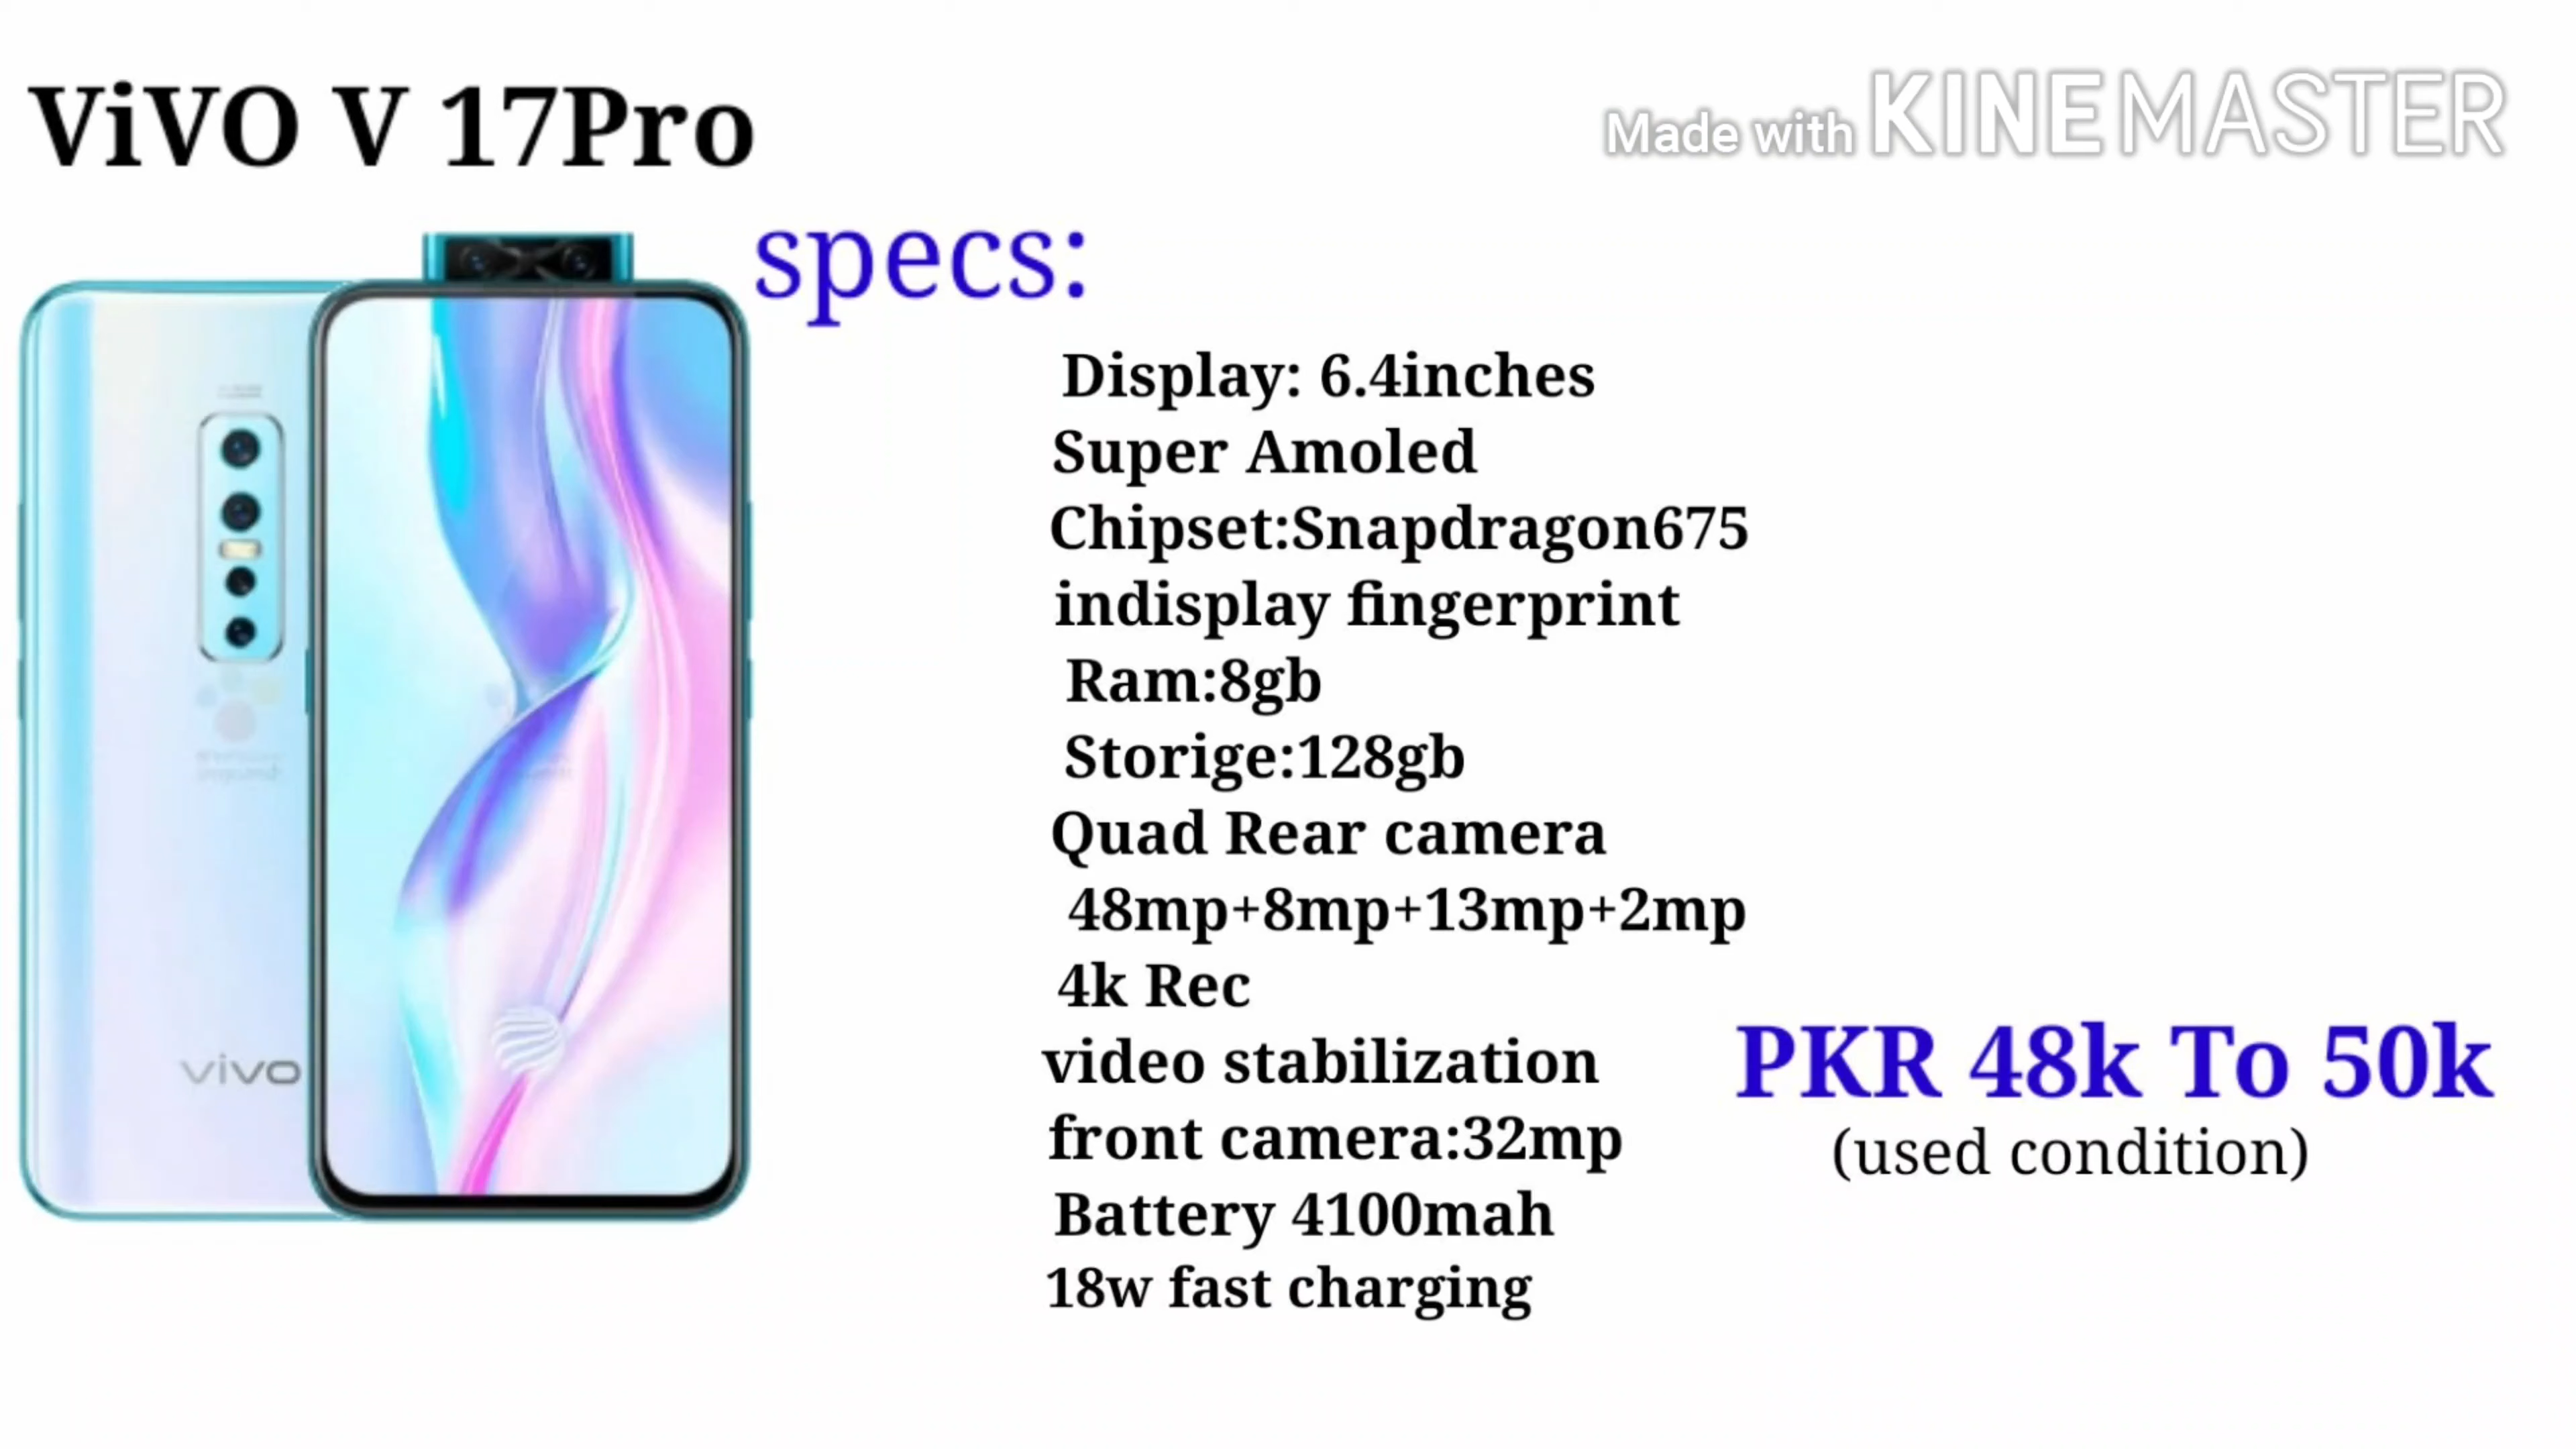 ViVO V 17Pro
Made with KINEMASTER
specs:
Display: 6.4inches
Super Amoled
Chipset:Snapdragon675
indisplay fingerprint
Ram:8gb
Storige:128gb
Quad Rear camera
48mp+8mp+13mp+2mp
4k Rec
video stabilization
front camera:32mp
Battery 4100mah
18w fast charging
PKR 48k To 50k
(used condition)
vivo